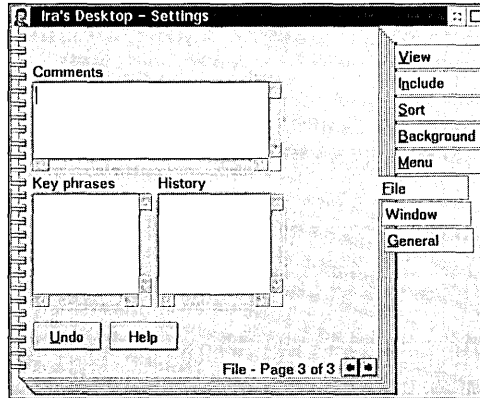 Ira's Desktop - Settings
Comments
Key phrases History
Undo Help
File - Page 3 of 3
View
Include
Sort
Background
Menu
File
Window
General